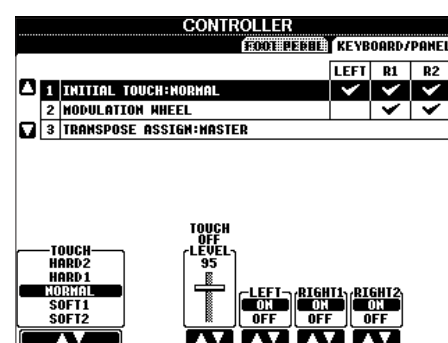 CONTROLLER
FOOT PEDAL KEYBOARD/PANEL
LEFT R1 R2
1 INITIAL TOUCH:NORMAL
2 MODULATION WHEEL
3 TRANSPOSE ASSIGN:MASTER
TOUCH
HARD2
HARD1
NORMAL
SOFT1
SOFT2
TOUCH
OFF
LEVEL
95
LEFT RIGHT1 RIGHT2
ON ON ON
OFF OFF OFF